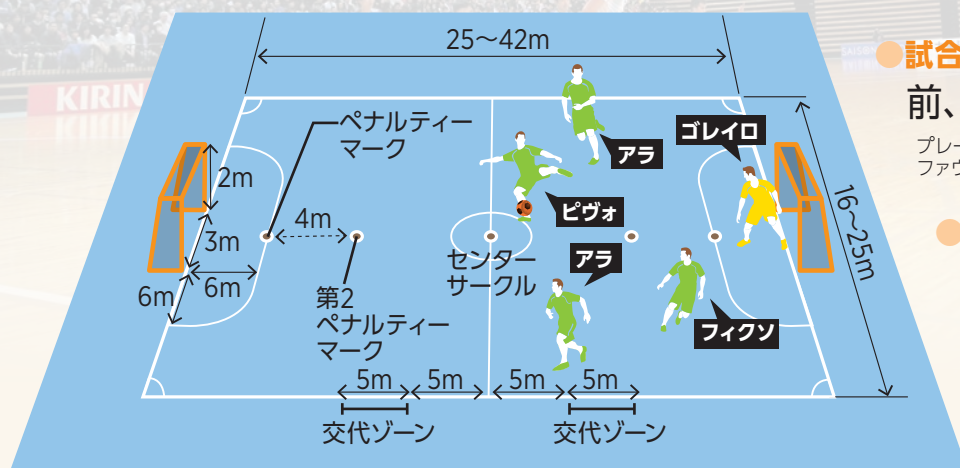 25〜42m
KIRIN
試合
前、
プレー
ファウ
ペナルティー
マーク
アラ
ゴレイロ
2m
16〜25m
4m
ピヴォ
3m
センター
サークル
アラ
6m
6m
第2
ペナルティー
マーク
フィクソ
5m
5m
5m
5m
交代ゾーン
交代ゾーン